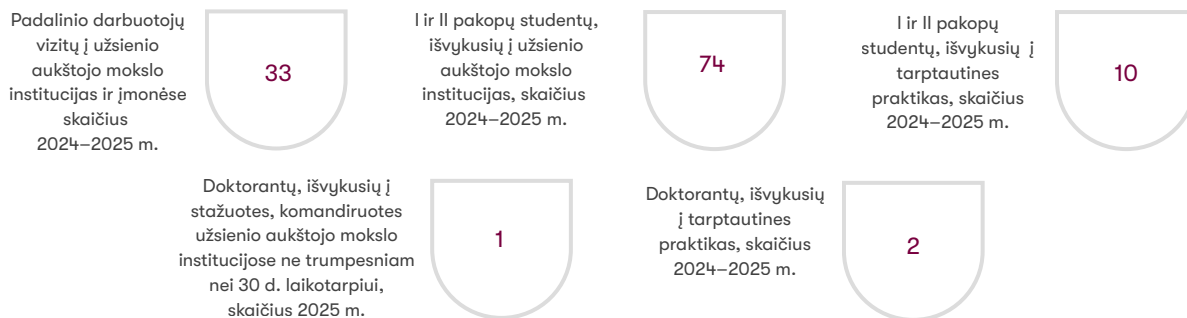 Padalinio darbuotojų
vizitų į užsienio
aukštojo mokslo
institucijas ir įmonėse
skaičius
2024–2025 m.
33
I ir II pakopų studentų,
išvykusių į užsienio
aukštojo mokslo
institucijas, skaičius
2024–2025 m.
74
I ir II pakopų
studentų, išvykusių į
tarptautines
praktikas, skaičius
2024–2025 m.
10
Doktorantų, išvykusių į
stažuotes, komandiruotes
užsienio aukštojo mokslo
institucijose ne trumpesniam
nei 30 d. laikotarpiui,
skaičius 2025 m.
1
Doktorantų, išvykusių
į tarptautines
praktikas, skaičius
2024–2025 m.
2